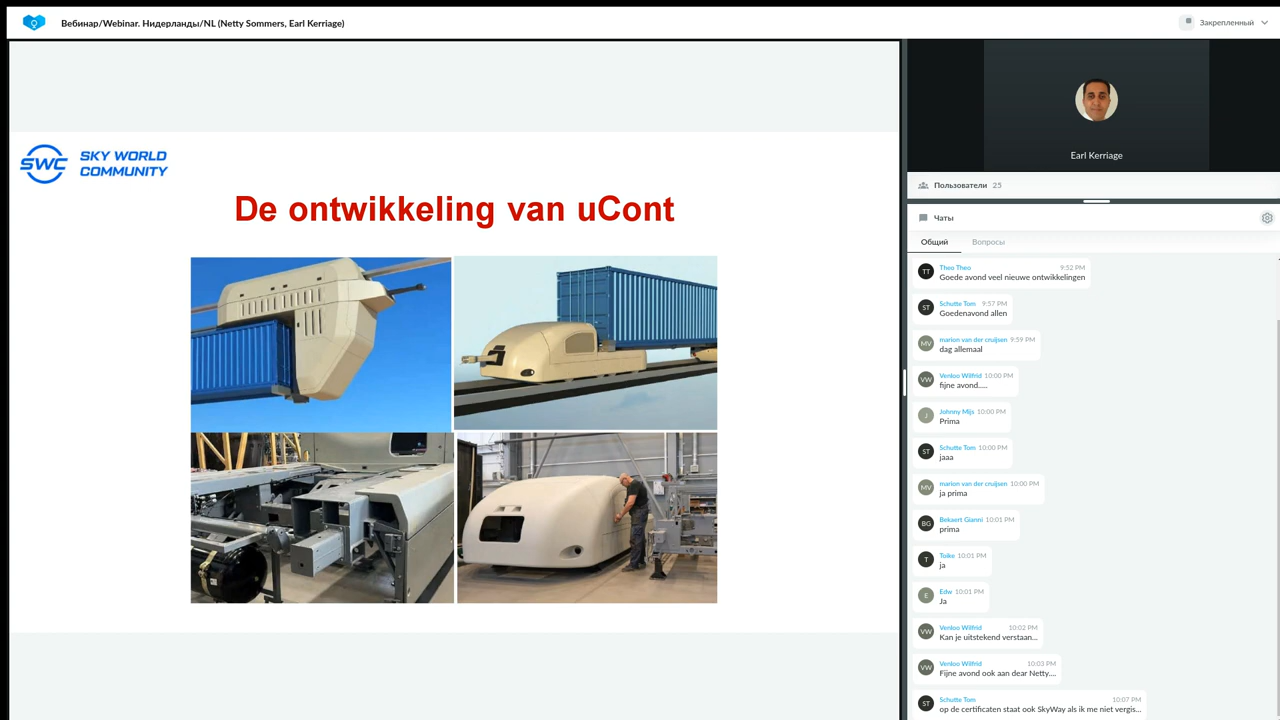 Вебинар/Webinar. Нидерланды/NL (Netty Sommers, Earl Kerriage)
Закрепленный
SWC SKY WORLD
COMMUNITY
De ontwikkeling van uCont
Earl Kerriage
Пользователи 25
Чаты
Общий Вопросы
TT Theo Theo 9:52 PM
Goede avond veel nieuwe ontwikkelingen
ST Schutte Tom 9:57 PM
Goedenavond allen
MV marion van der cruijsen 9:59 PM
dag allemaal
VW Venloo Wilfrid 10:00 PM
fijne avond.....
J Johnny Mijs 10:00 PM
Prima
ST Schutte Tom 10:00 PM
jaaa
MV marion van der cruijsen 10:00 PM
ja prima
BG Bekaert Gianni 10:01 PM
prima
T Toike 10:01 PM
ja
E Edw 10:01 PM
Ja
VW Venloo Wilfrid 10:02 PM
Kan je uitstekend verstaan...
VW Venloo Wilfrid 10:03 PM
Fijne avond ook aan dear Netty....
ST Schutte Tom 10:07 PM
op de certificaten staat ook SkyWay als ik me niet vergis...